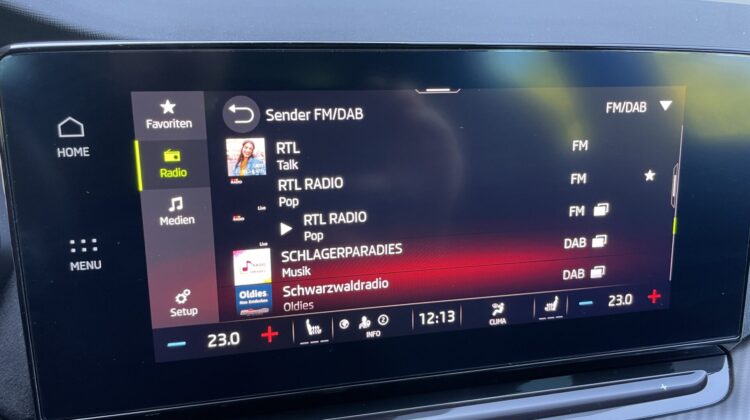 HOME
MENU
Favoriten
Radio
Medien
Setup
Sender FM/DAB
FM/DAB
RTL
Talk
FM
RTL RADIO
Pop
FM
RTL RADIO
Pop
FM
SCHLAGERPARADIES
Musik
DAB
Oldies
Schwarzwaldradio
Oldies
DAB
23.0
2
INFO
12:13
CLIMA
23.0